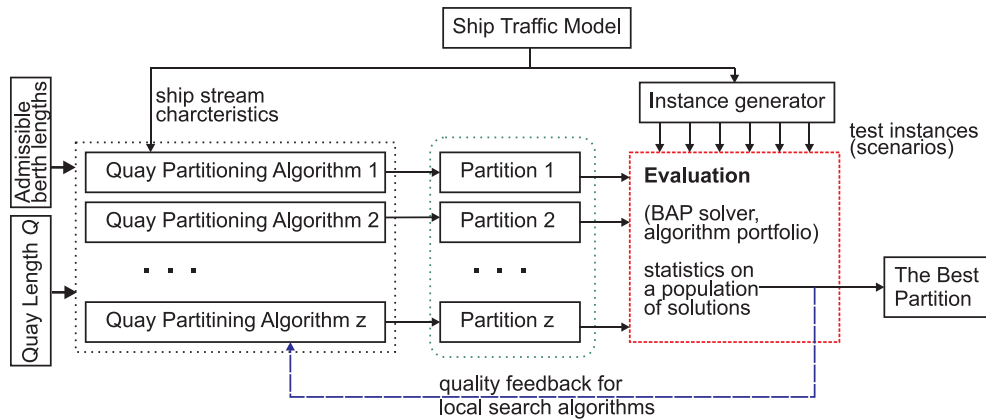 Ship Traffic Model
Admissible
berth lengths
ship stream
charcteristics
Instance generator
test instances
(scenarios)
Quay Partitioning Algorithm 1
Partition 1
Evaluation
Quay Partitioning Algorithm 2
Partition 2
(BAP solver,
algorithm portfolio)
Quay Length Q
. . .
. . .
statistics on
a population
of solutions
The Best
Partition
Quay Partitining Algorithm z
Partition z
quality feedback for
local search algorithms